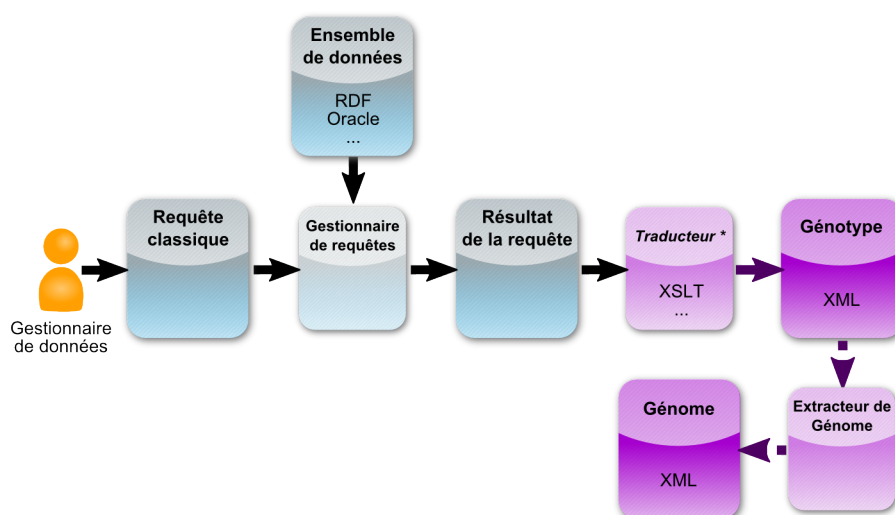 Ensemble
de données
RDF
Oracle
...
Requête
classique
Gestionnaire
de requêtes
Résultat
de la requête
Traducteur *
XSLT
...
Génotype
XML
Gestionnaire
de données
Génome
XML
Extracteur de
Génome